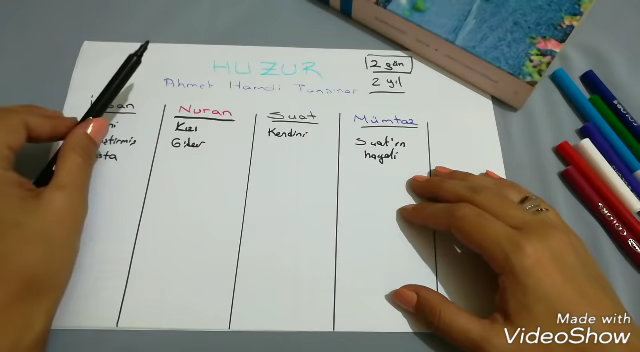 HUZUR
2 gün
2 yıl
Ahmet Hamdi Tanpınar
Nuran
Kızı
Gider
Suat
Kendini
Mümtaz
Suat'ın
hayali
Made with
VideoShow